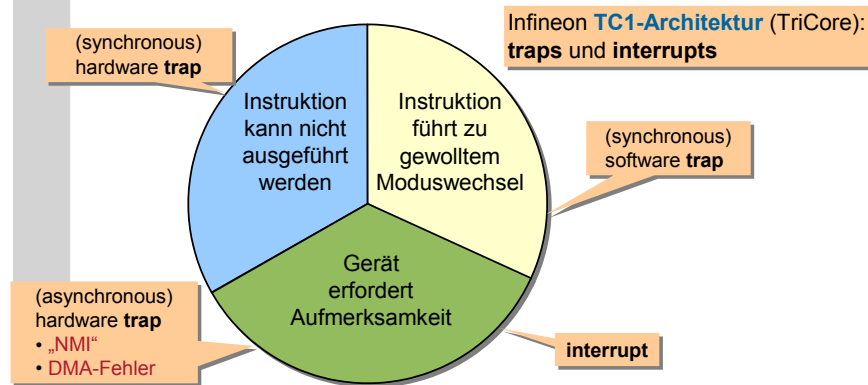 Infineon TC1-Architektur (TriCore):
traps und interrupts
(synchronous)
hardware trap
Instruktion
kann nicht
ausgeführt
werden
Instruktion
führt zu
gewolltem
Moduswechsel
(synchronous)
software trap
Gerät
erfordert
Aufmerksamkeit
(asynchronous)
hardware trap
• „NMI“
• DMA-Fehler
interrupt